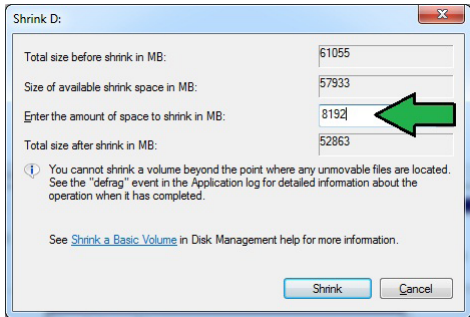 Shrink D:
Total size before shrink in MB: 61055
Size of available shrink space in MB: 57933
Enter the amount of space to shrink in MB: 8192
Total size after shrink in MB: 52863
You cannot shrink a volume beyond the point where any unmovable files are located.
See the "defrag" event in the Application log for detailed information about the
operation when it has completed.
See Shrink a Basic Volume in Disk Management help for more information.
Shrink Cancel